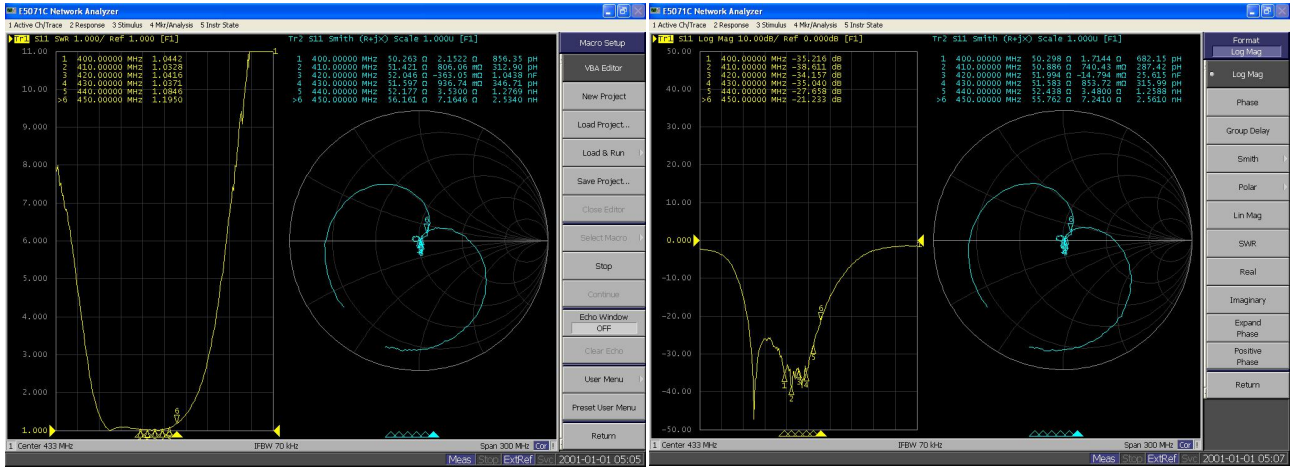 E5071C Network Analyzer
1 Active Ch/Trace 2 Response 3 Stimulus 4 Mkr/Analysis 5 Instr State
Tr1 S11 SWR 1.000/ Ref 1.000 [F1]
11.00
10.00
9.000
8.000
7.000
6.000
5.000
4.000
3.000
2.000
1.000
1 400.00000 MHz 1.0442
2 410.00000 MHz 1.0328
3 420.00000 MHz 1.0416
4 430.00000 MHz 1.0371
5 440.00000 MHz 1.0846
>6 450.00000 MHz 1.1950
1
6
Tr2 S11 Smith (R+jX) Scale 1.000U [F1]
1 400.00000 MHz 50.263 Ω 2.1522 Ω 856.35 pH
2 410.00000 MHz 51.421 Ω 806.06 mΩ 312.90 pH
3 420.00000 MHz 52.046 Ω -363.05 mΩ 1.0438 nF
4 430.00000 MHz 51.597 Ω 936.74 mΩ 346.71 pH
5 440.00000 MHz 52.177 Ω 3.5300 Ω 1.2769 nH
>6 450.00000 MHz 56.161 Ω 7.1646 Ω 2.5340 nH
6
Macro Setup
VBA Editor
New Project
Load Project...
Load & Run
Save Project...
Close Editor
Select Macro
Stop
Continue
Echo Window
OFF
Clear Echo
User Menu
Preset User Menu
Return
1 Center 433 MHz IFBW 70 kHz Span 300 MHz Cor
Meas Stop ExtRef Svc 2001-01-01 05:05
E5071C Network Analyzer
1 Active Ch/Trace 2 Response 3 Stimulus 4 Mkr/Analysis 5 Instr State
Tr1 S11 Log Mag 10.00dB/ Ref 0.000 dB [F1]
50.00
40.00
30.00
20.00
10.00
0.000
-10.00
-20.00
-30.00
-40.00
-50.00
1 400.00000 MHz -35.216 dB
2 410.00000 MHz -38.611 dB
3 420.00000 MHz -34.157 dB
4 430.00000 MHz -35.040 dB
5 440.00000 MHz -27.658 dB
>6 450.00000 MHz -21.233 dB
6
5
1
2
Tr2 S11 Smith (R+jX) Scale 1.000U [F1]
1 400.00000 MHz 50.298 Ω 1.7144 Ω 682.15 pH
2 410.00000 MHz 50.886 Ω 740.43 mΩ 287.42 pH
3 420.00000 MHz 51.994 Ω -14.794 mΩ 25.615 nF
4 430.00000 MHz 51.583 Ω 853.72 mΩ 315.99 pH
5 440.00000 MHz 52.438 Ω 3.4800 Ω 1.2588 nH
>6 450.00000 MHz 55.762 Ω 7.2410 Ω 2.5610 nH
6
Format
Log Mag
Log Mag
Phase
Group Delay
Smith
Polar
Lin Mag
SWR
Real
Imaginary
Expand
Phase
Positive
Phase
Return
1 Center 433 MHz IFBW 70 kHz Span 300 MHz Cor
Meas Stop ExtRef Svc 2001-01-01 05:07